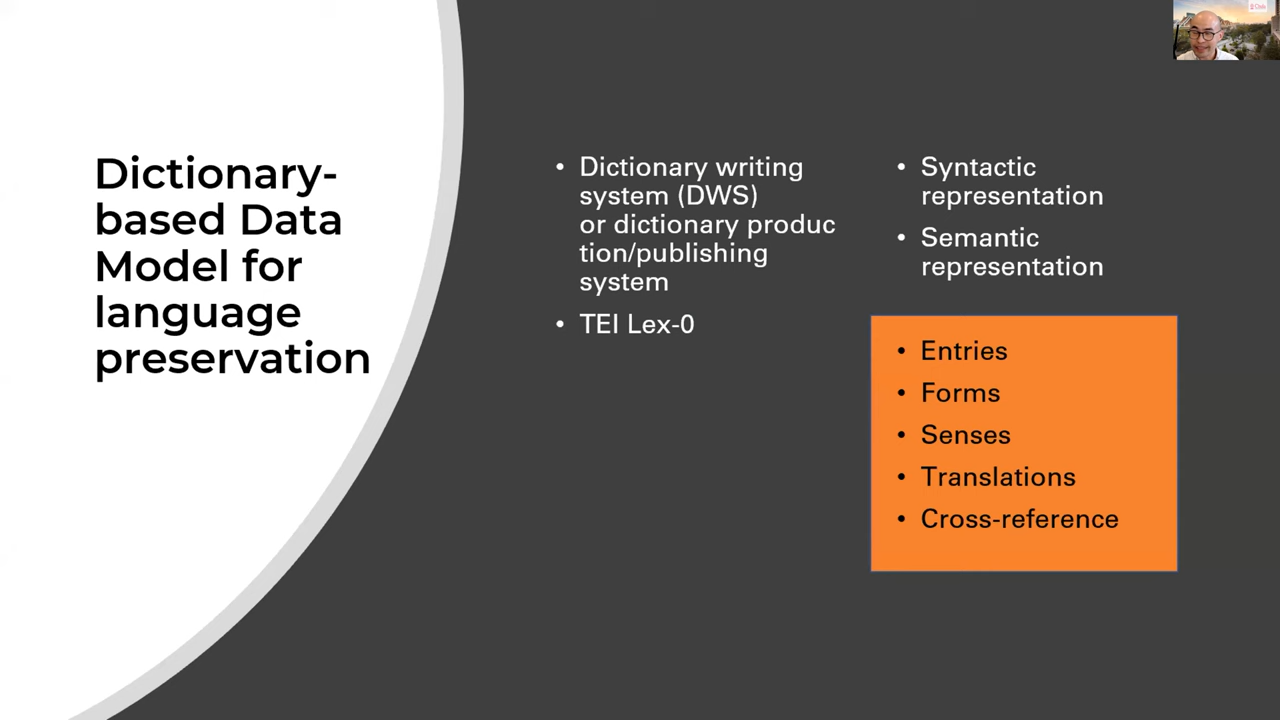 Dictionary-
based Data
Model for
language
preservation
• Dictionary writing
system (DWS)
or dictionary produc
tion/publishing
system
• TEI Lex-0
• Syntactic
representation
• Semantic
representation
• Entries
• Forms
• Senses
• Translations
• Cross-reference